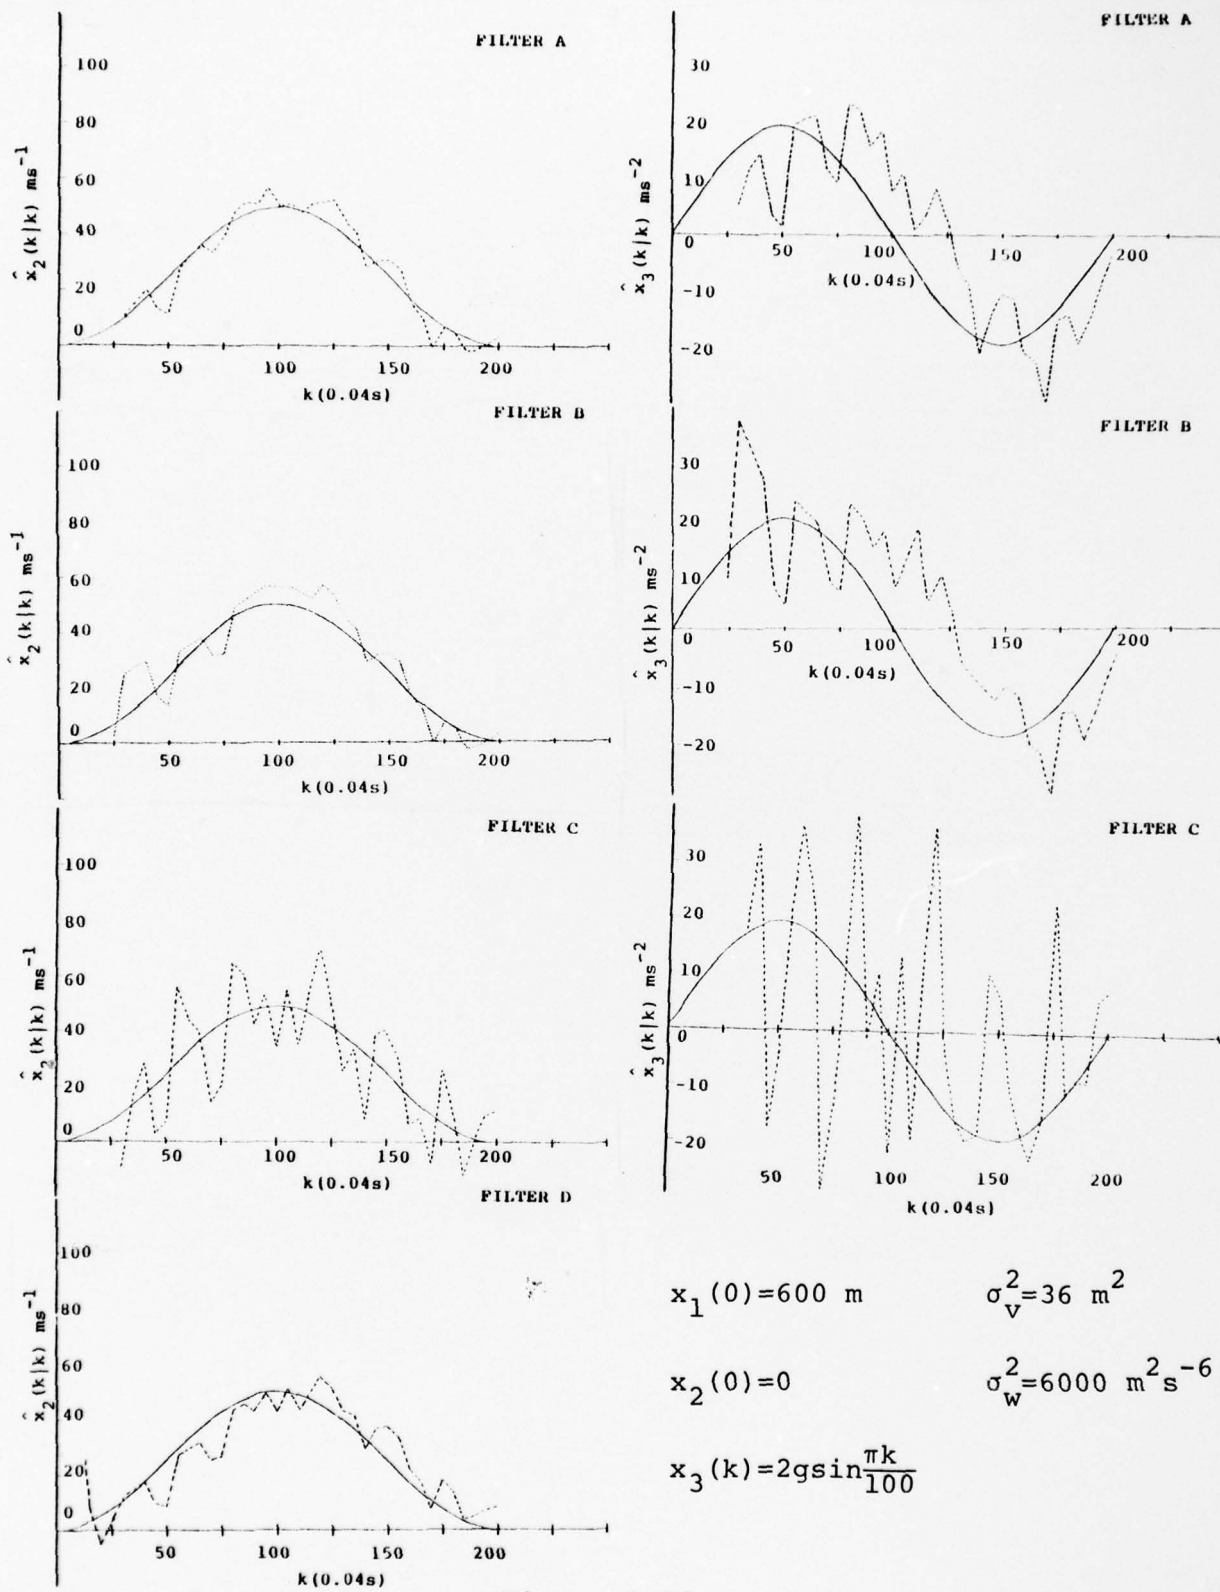 FILTER A
100
80
60
40
20
0
x̂₂(k|k) ms⁻¹
50 100 150 200
k(0.04s)
FILTER A
30
20
10
0
-10
-20
x̂₃(k|k) ms⁻²
50 100 150 200
k(0.04s)
FILTER B
100
80
60
40
20
0
x̂₂(k|k) ms⁻¹
50 100 150 200
k(0.04s)
FILTER B
30
20
10
0
-10
-20
x̂₃(k|k) ms⁻²
50 100 150 200
k(0.04s)
FILTER C
100
80
60
40
20
0
x̂₂(k|k) ms⁻¹
50 100 150 200
k(0.04s)
FILTER C
30
20
10
0
-10
-20
x̂₃(k|k) ms⁻²
50 100 150 200
k(0.04s)
FILTER D
100
80
60
40
20
0
x̂₂(k|k) ms⁻¹
50 100 150 200
k(0.04s)
x₁(0)=600 m σᵥ²=36 m²
x₂(0)=0 σ_w²=6000 m²s⁻⁶
x₃(k)=2gsin πk/100